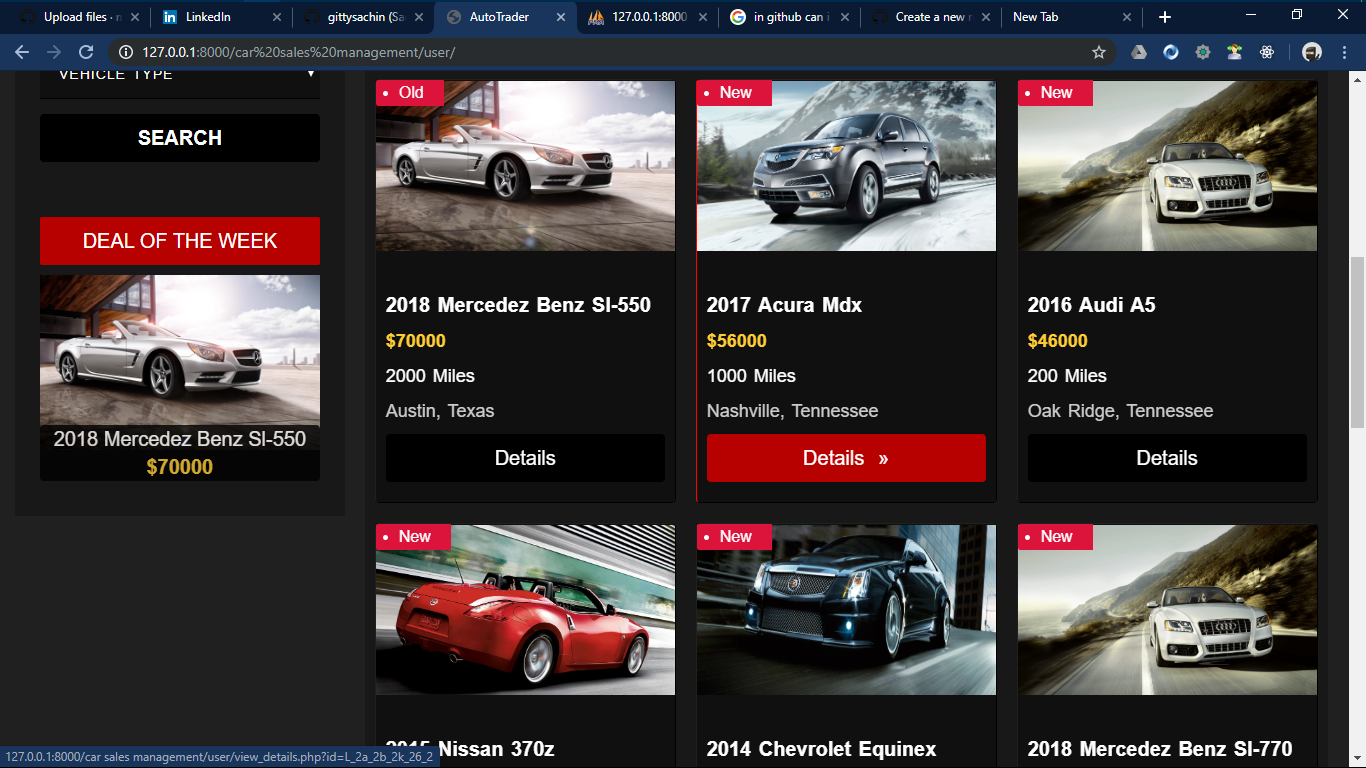 Upload files · m
LinkedIn
gittysachin (Sa
AutoTrader
127.0.0.1:8000
in github can i
Create a new r
New Tab
127.0.0.1:8000/car%20sales%20management/user/
VEHICLE TYPE
SEARCH
DEAL OF THE WEEK
2018 Mercedez Benz Sl-550
$70000
Old
New
New
2018 Mercedez Benz Sl-550
2017 Acura Mdx
2016 Audi A5
$70000
$56000
$46000
2000 Miles
1000 Miles
200 Miles
Austin, Texas
Nashville, Tennessee
Oak Ridge, Tennessee
Details
Details »
Details
New
New
New
2015 Nissan 370z
2014 Chevrolet Equinex
2018 Mercedez Benz Sl-770
127.0.0.1:8000/car sales management/user/view_details.php?id=L_2a_2b_2k_26_2